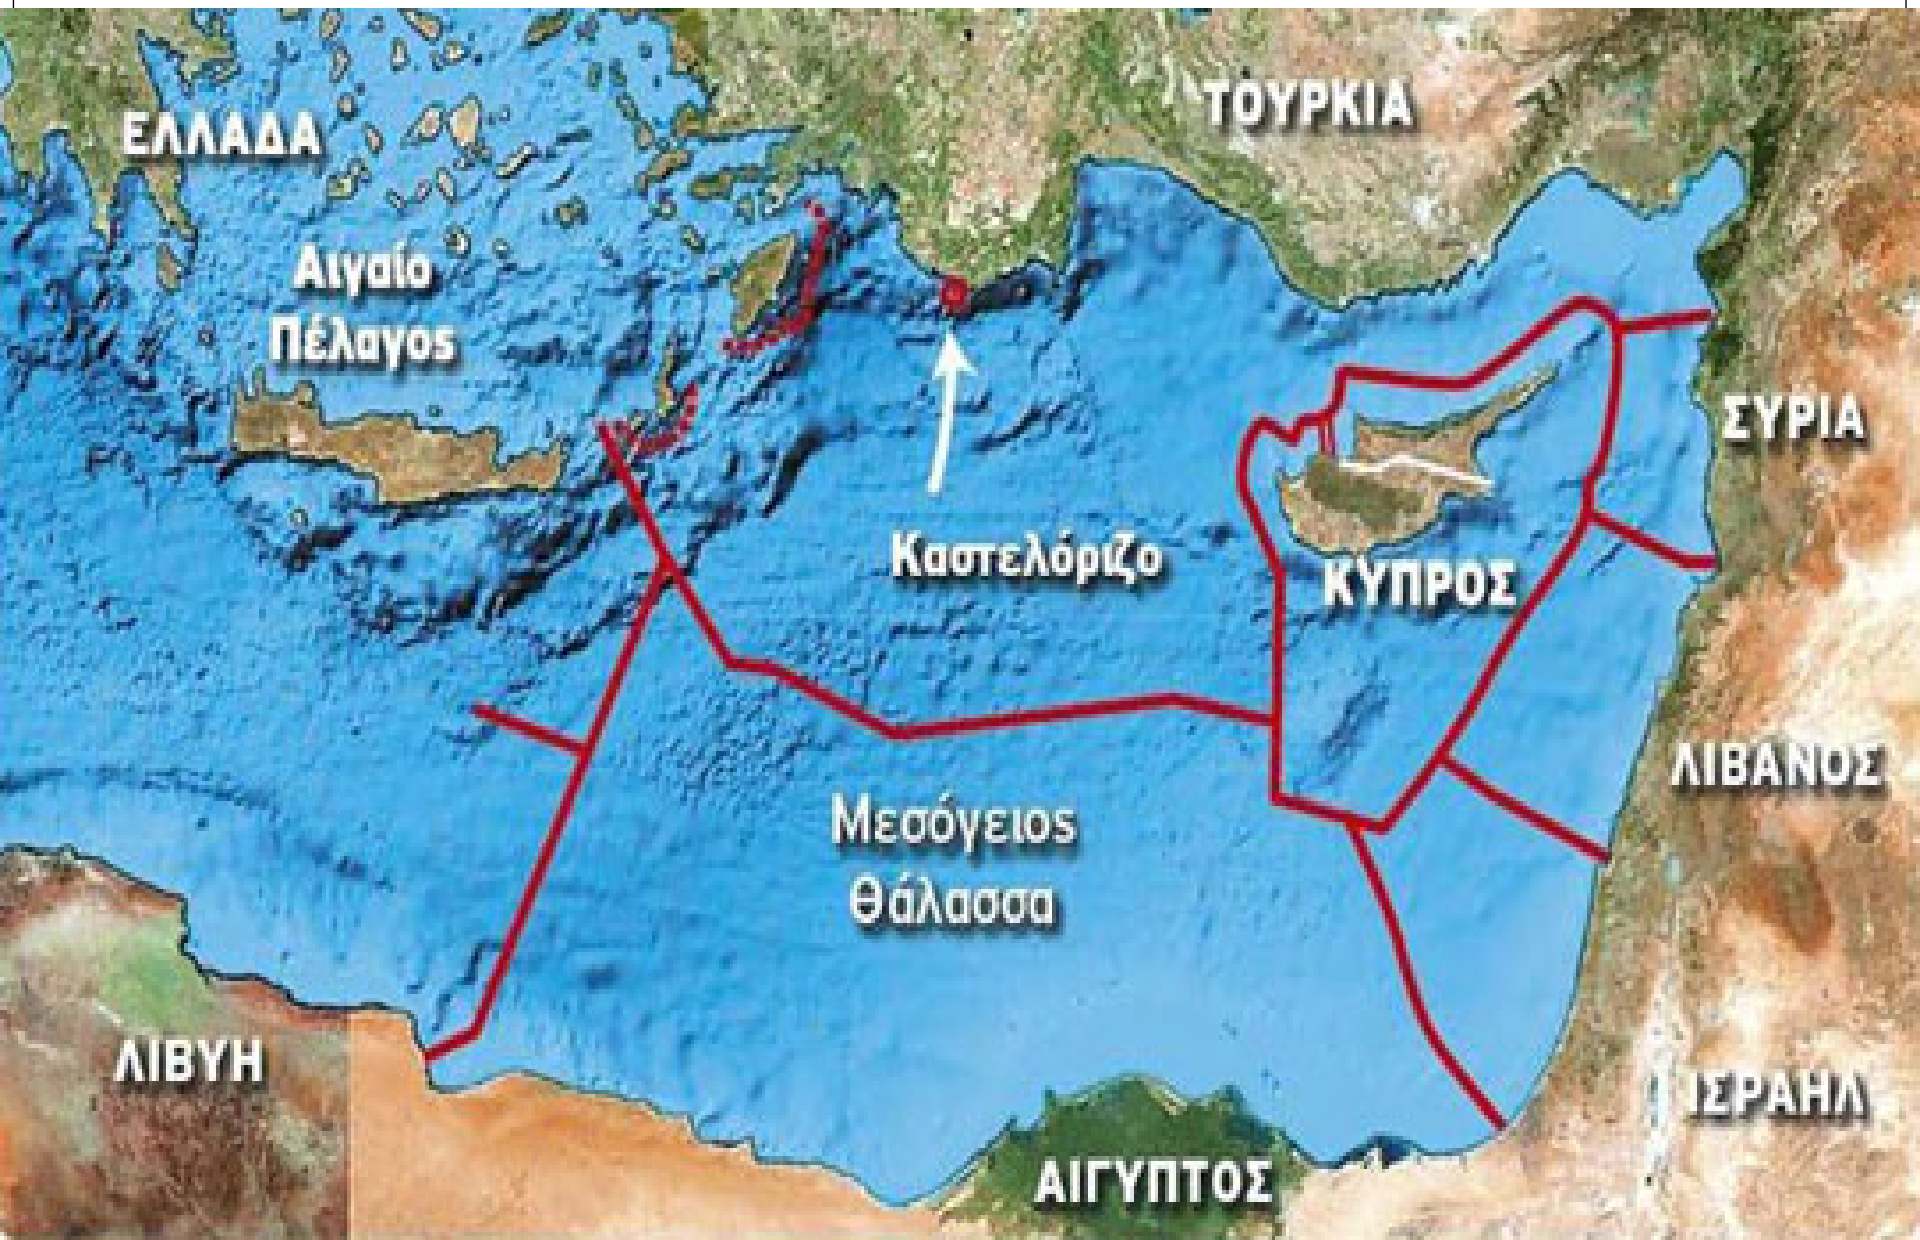 ΤΟΥΡΚΙΑ
ΕΛΛΑΔΑ
Αιγαίο
Πέλαγος
ΣΥΡΙΑ
Καστελόριζο
ΚΥΠΡΟΣ
ΛΙΒΑΝΟΣ
Μεσόγειος
Θάλασσα
ΛΙΒΥΗ
ΙΣΡΑΗΛ
ΑΙΓΥΠΤΟΣ